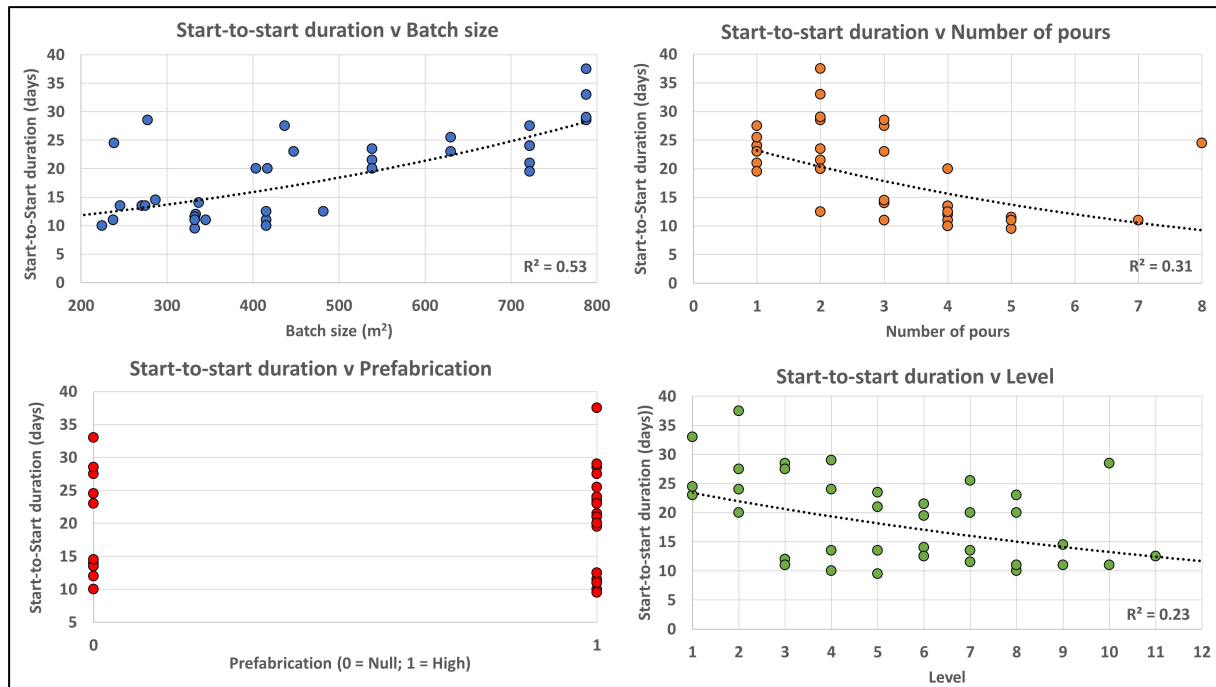 Start-to-start duration v Batch size
Start-to-Start duration (days)
40
35
30
25
20
15
10
5
0
200 300 400 500 600 700 800
Batch size (m²)
R² = 0.53
Start-to-start duration v Number of pours
Start-to-Start duration (days)
40
35
30
25
20
15
10
5
0
0 1 2 3 4 5 6 7 8
Number of pours
R² = 0.31
Start-to-start duration v Prefabrication
Start-to-Start duration (days)
40
35
30
25
20
15
10
5
0 1
Prefabrication (0 = Null; 1 = High)
Start-to-start duration v Level
Start-to-start duration (days))
40
35
30
25
20
15
10
5
0
1 2 3 4 5 6 7 8 9 10 11 12
Level
R² = 0.23